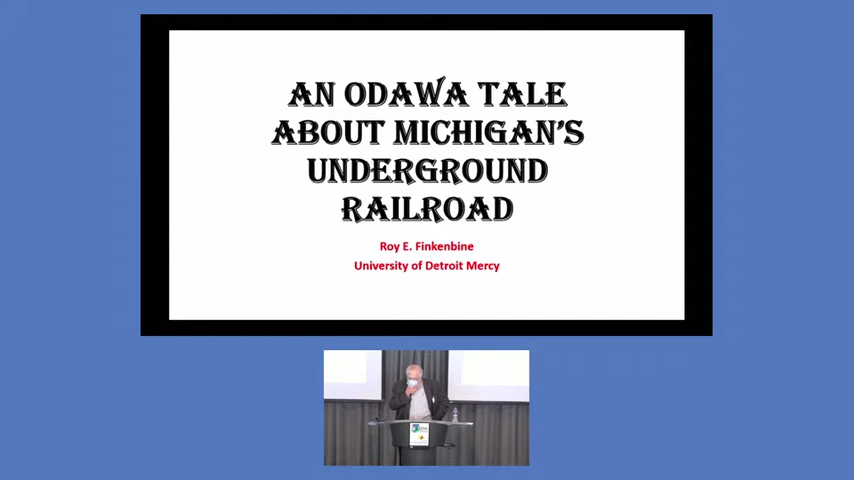 AN ODAWA TALE
ABOUT MICHIGAN'S
UNDERGROUND
RAILROAD
Roy E. Finkenbine
University of Detroit Mercy